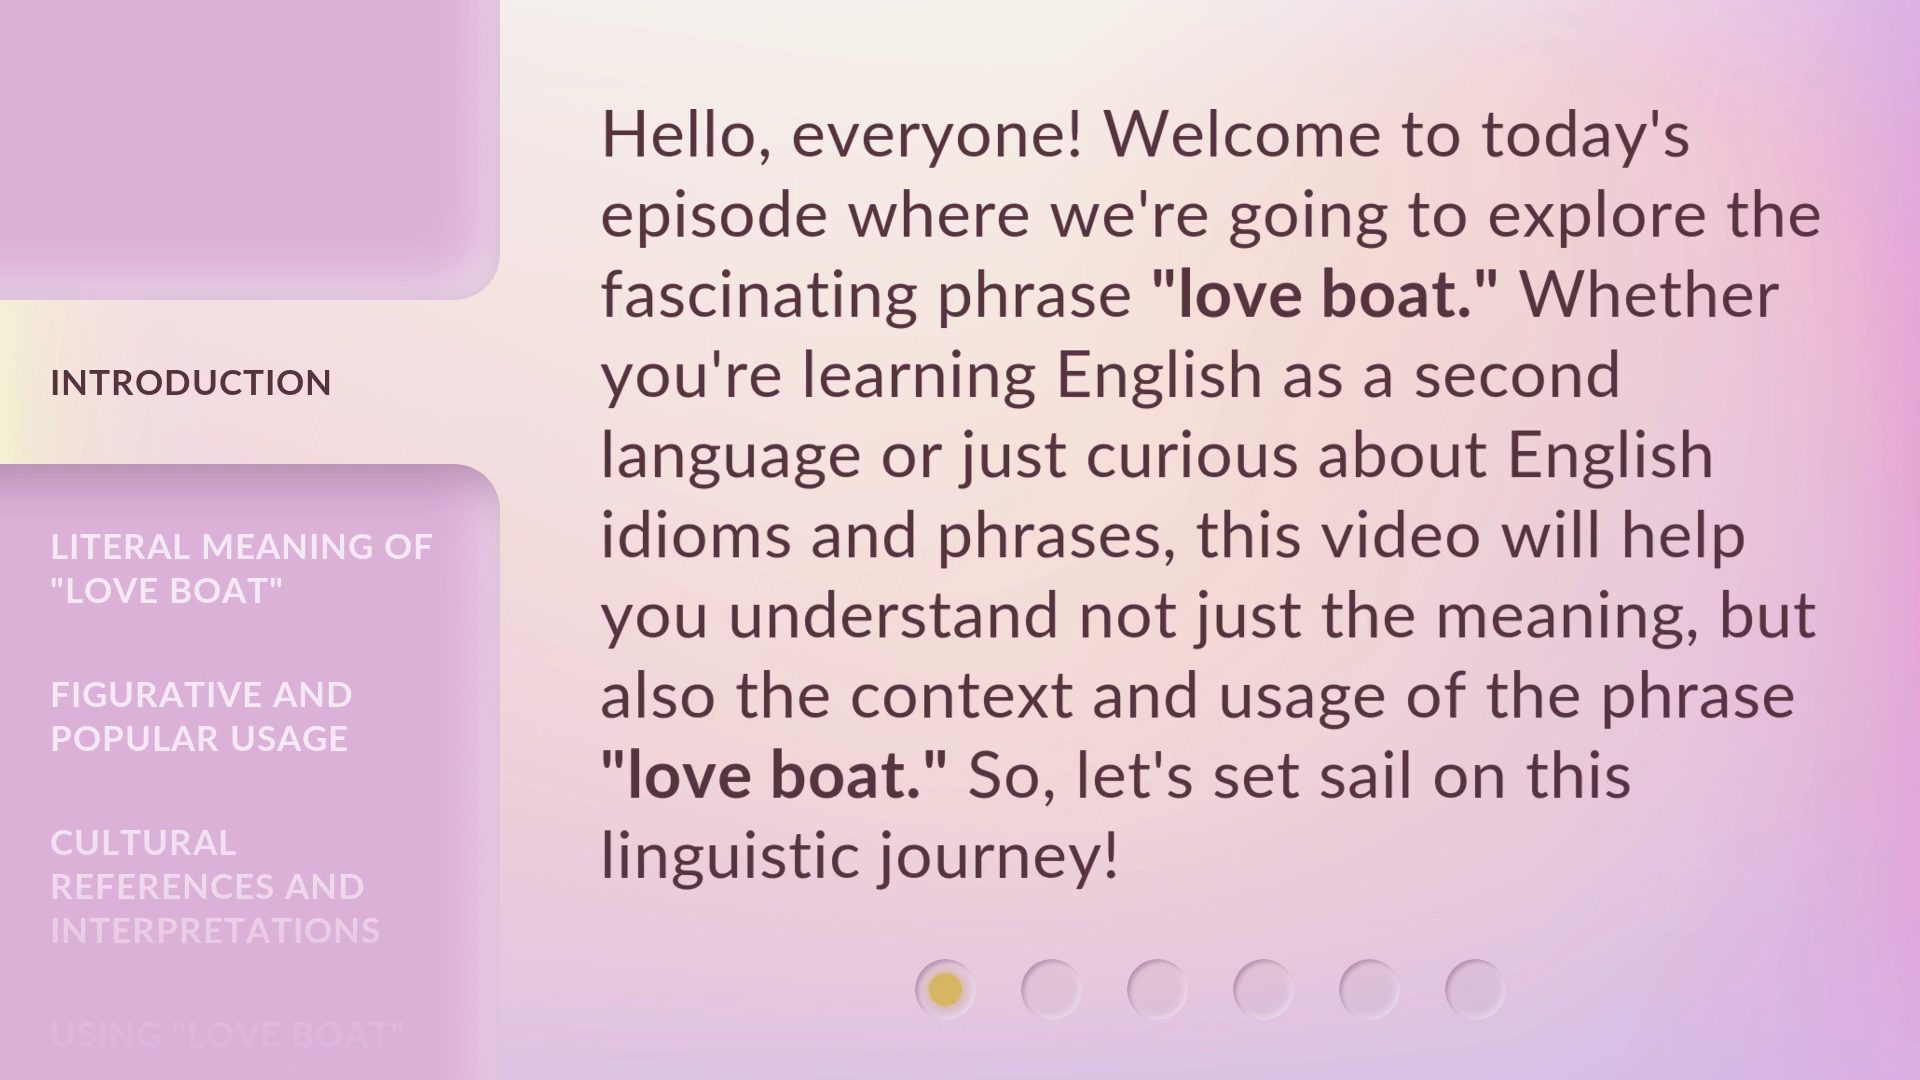 INTRODUCTION
LITERAL MEANING OF
"LOVE BOAT"
FIGURATIVE AND
POPULAR USAGE
CULTURAL
REFERENCES AND
INTERPRETATIONS
USING "LOVE BOAT"
Hello, everyone! Welcome to today's
episode where we're going to explore the
fascinating phrase "love boat." Whether
you're learning English as a second
language or just curious about English
idioms and phrases, this video will help
you understand not just the meaning, but
also the context and usage of the phrase
"love boat." So, let's set sail on this
linguistic journey!